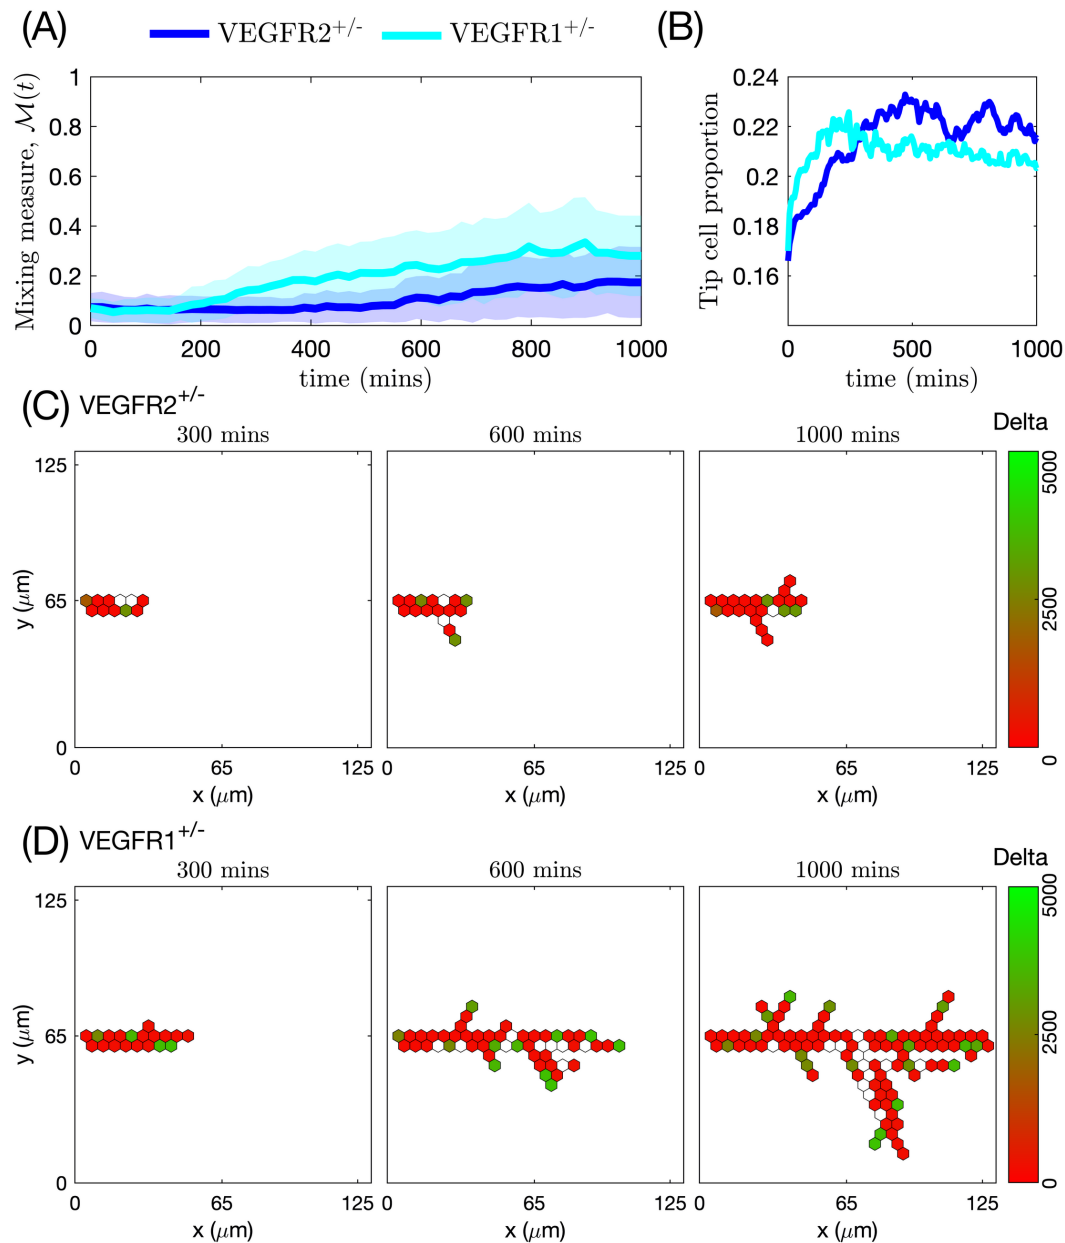 (A) VEGFR2+/- VEGFR1+/- (B)
Mixing measure, M(t)
1
0.8
0.6
0.4
0.2
0
0 200 400 600 800 1000
time (mins)
Tip cell proportion
0.24
0.22
0.2
0.18
0.16
0 500 1000
time (mins)
(C) VEGFR2+/-
300 mins 600 mins 1000 mins Delta
y (μm)
125
65
0
0 65 125
x (μm)
0 65 125
x (μm)
0 65 125
x (μm)
5000
2500
0
(D) VEGFR1+/-
300 mins 600 mins 1000 mins Delta
y (μm)
125
65
0
0 65 125
x (μm)
0 65 125
x (μm)
0 65 125
x (μm)
5000
2500
0